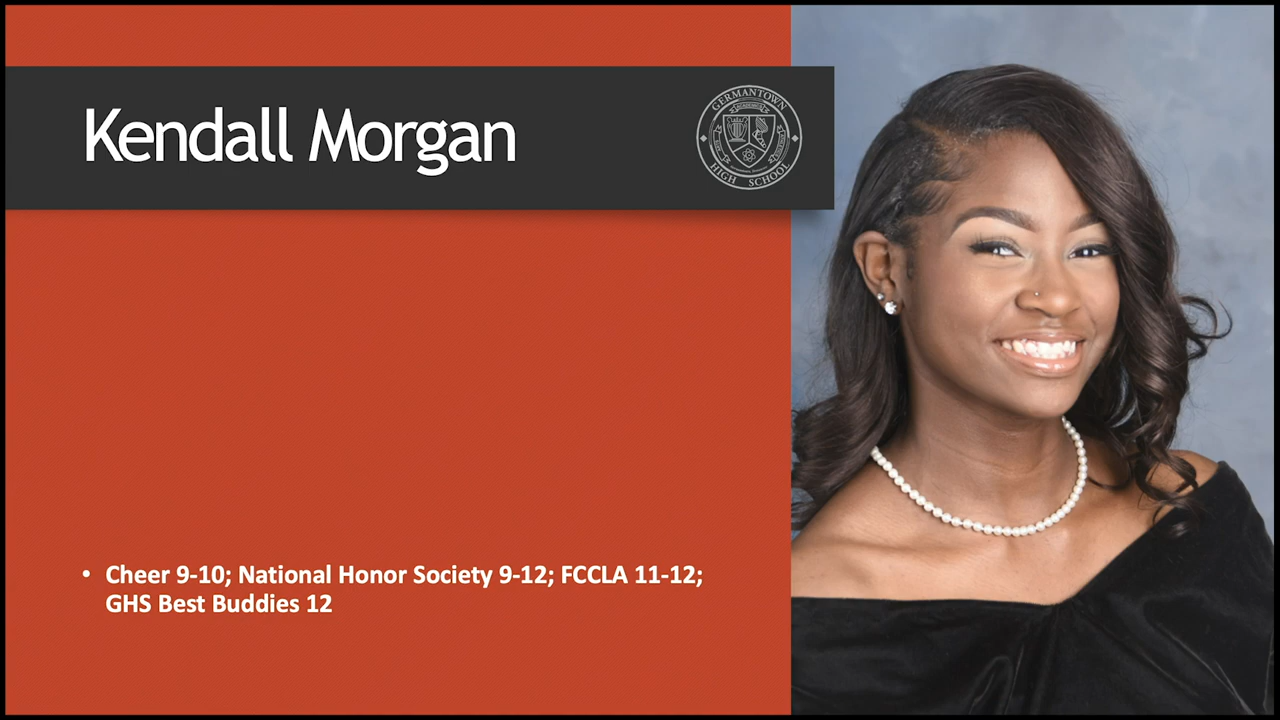 Kendall Morgan
GERMANTOWN
HIGH SCHOOL
• Cheer 9-10; National Honor Society 9-12; FCCLA 11-12;
GHS Best Buddies 12